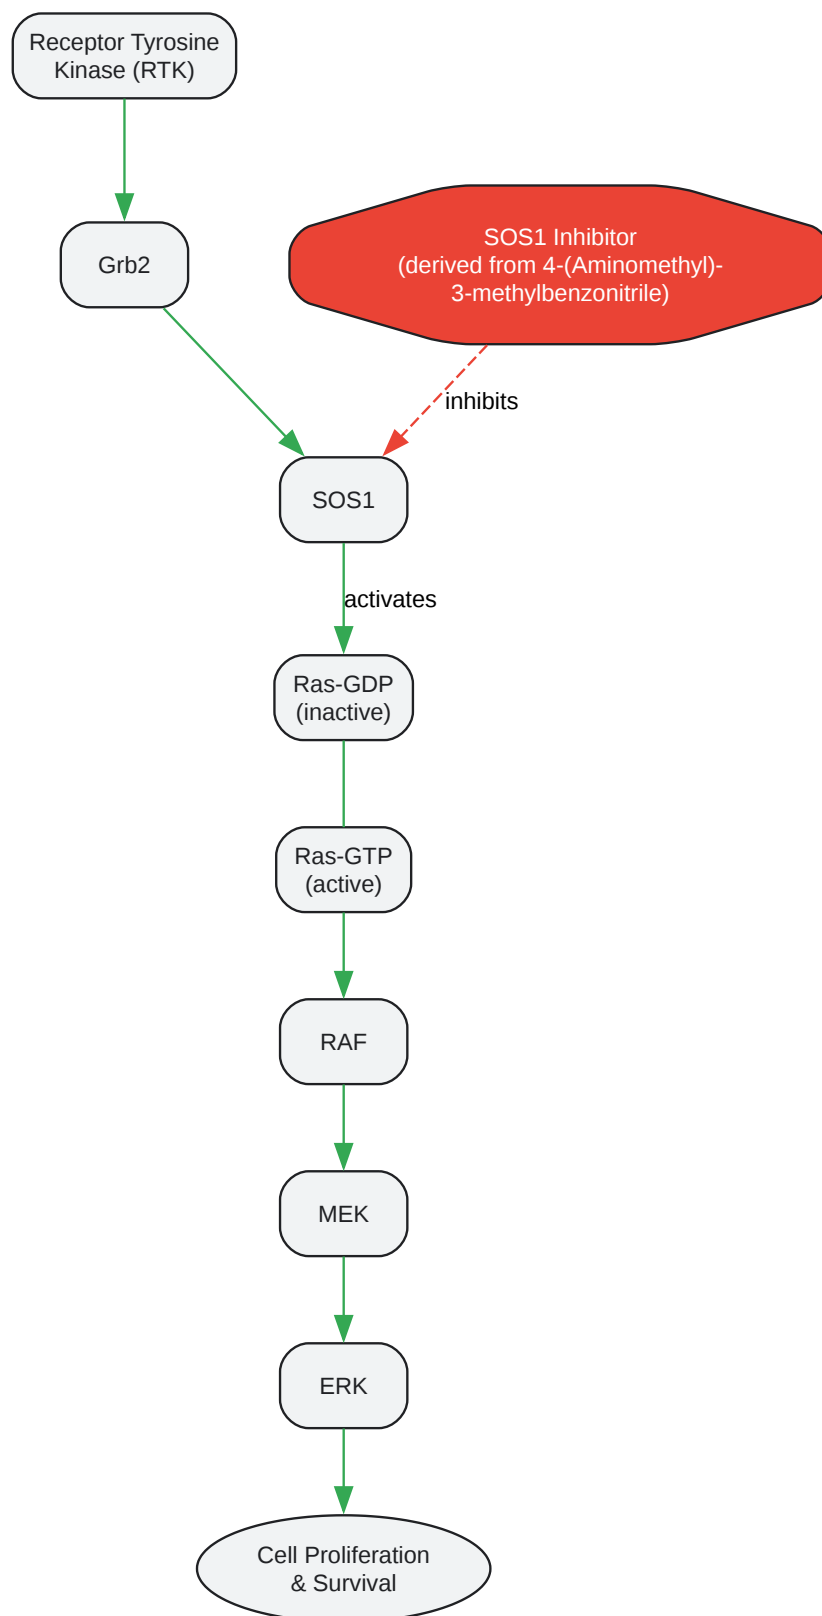 Receptor Tyrosine
Kinase (RTK)
Grb2
SOS1 Inhibitor
(derived from 4-(Aminomethyl)-
3-methylbenzonitrile)
inhibits
SOS1
activates
Ras-GDP
(inactive)
Ras-GTP
(active)
RAF
MEK
ERK
Cell Proliferation
& Survival